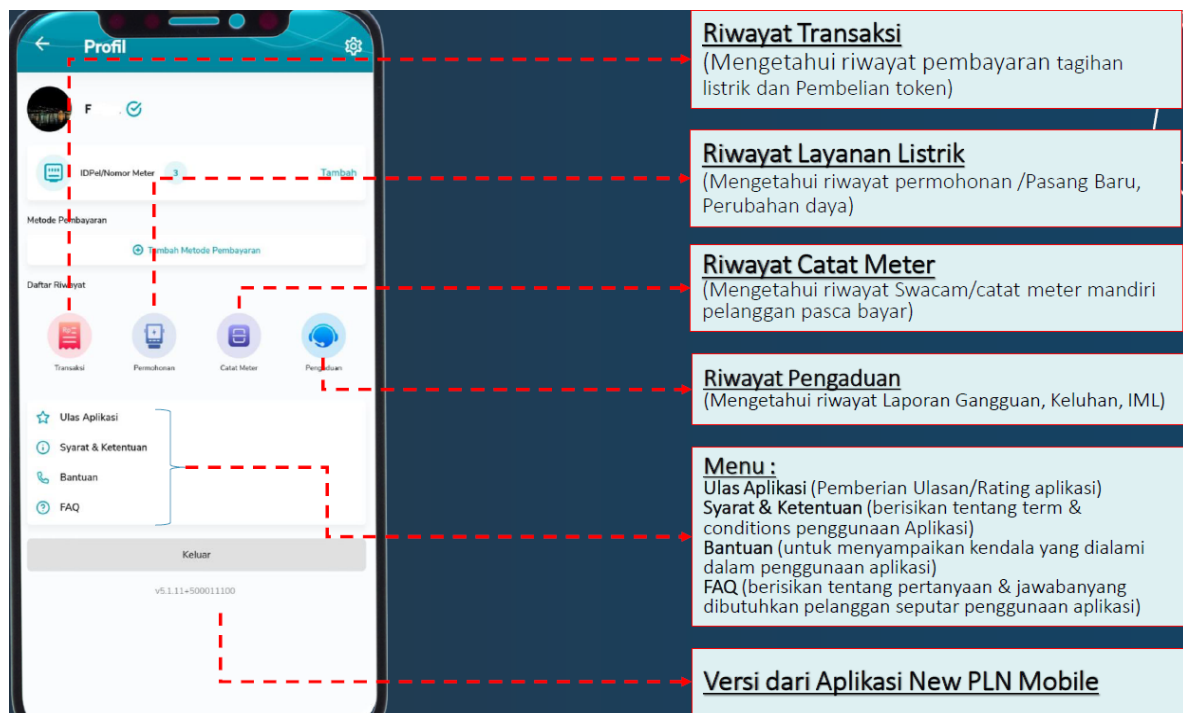 Profil
F
IDPel/Nomor Meter 3 Tambah
Metode Pembayaran
Tambah Metode Pembayaran
Daftar Riwayat
Transaksi Permohonan Catat Meter Pengaduan
Ulas Aplikasi
Syarat & Ketentuan
Bantuan
FAQ
Keluar
v5.1.11+500011100
Riwayat Transaksi
(Mengetahui riwayat pembayaran tagihan
listrik dan Pembelian token)
Riwayat Layanan Listrik
(Mengetahui riwayat permohonan /Pasang Baru,
Perubahan daya)
Riwayat Catat Meter
(Mengetahui riwayat Swacam/catat meter mandiri
pelanggan pasca bayar)
Riwayat Pengaduan
(Mengetahui riwayat Laporan Gangguan, Keluhan, IML)
Menu :
Ulas Aplikasi (Pemberian Ulasan/Rating aplikasi)
Syarat & Ketentuan (berisikan tentang term &
conditions penggunaan Aplikasi)
Bantuan (untuk menyampaikan kendala yang dialami
dalam penggunaan aplikasi)
FAQ (berisikan tentang pertanyaan & jawabanyang
dibutuhkan pelanggan seputar penggunaan aplikasi)
Versi dari Aplikasi New PLN Mobile